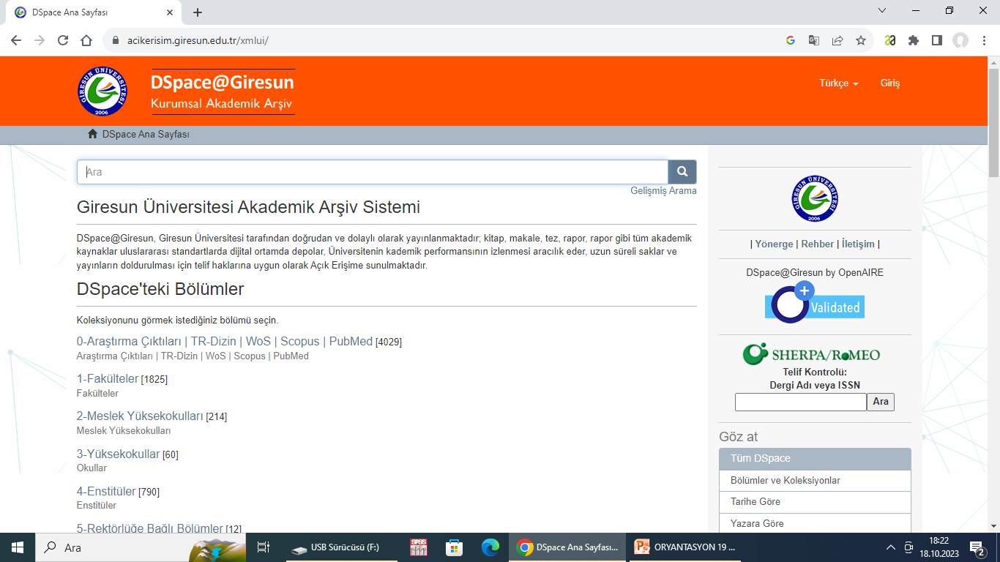 DSpace Ana Sayfası
acikerisim.giresun.edu.tr/xmlui/
GİRESUN ÜNİVERSİTESİ
2006
DSpace@Giresun
Kurumsal Akademik Arşiv
Türkçe
Giriş
DSpace Ana Sayfası
Ara
Gelişmiş Arama
Giresun Üniversitesi Akademik Arşiv Sistemi
DSpace@Giresun, Giresun Üniversitesi tarafından doğrudan ve dolaylı olarak yayınlanmaktadır; kitap, makale, tez, rapor, rapor gibi tüm akademik
kaynaklar uluslararası standartlarda dijital ortamda depolar, Üniversitenin kademik performansının izlenmesi aracılık eder, uzun süreli saklar ve
yayınların doldurulması için telif haklarına uygun olarak Açık Erişime sunulmaktadır.
DSpace'teki Bölümler
Koleksiyonunu görmek istediğiniz bölümü seçin.
0-Araştırma Çıktıları | TR-Dizin | WoS | Scopus | PubMed [4029]
Araştırma Çıktıları | TR-Dizin | WoS | Scopus | PubMed
1-Fakülteler [1825]
Fakülteler
2-Meslek Yüksekokulları [214]
Meslek Yüksekokulları
3-Yüksekokullar [60]
Okullar
4-Enstitüler [790]
Enstitüler
5-Rektörlüğe Bağlı Bölümler [12]
GİRESUN ÜNİVERSİTESİ
2006
| Yönerge | Rehber | İletişim |
DSpace@Giresun by OpenAIRE
Validated
SHERPA/RoMEO
Telif Kontrolü:
Dergi Adı veya ISSN
Ara
Göz at
Tüm DSpace
Bölümler ve Koleksiyonlar
Tarihe Göre
Yazara Göre
Ara
USB Sürücüsü (F:)
SPSS
DSpace Ana Sayfası...
ORYANTASYON 19 ...
18:22
18.10.2023
2